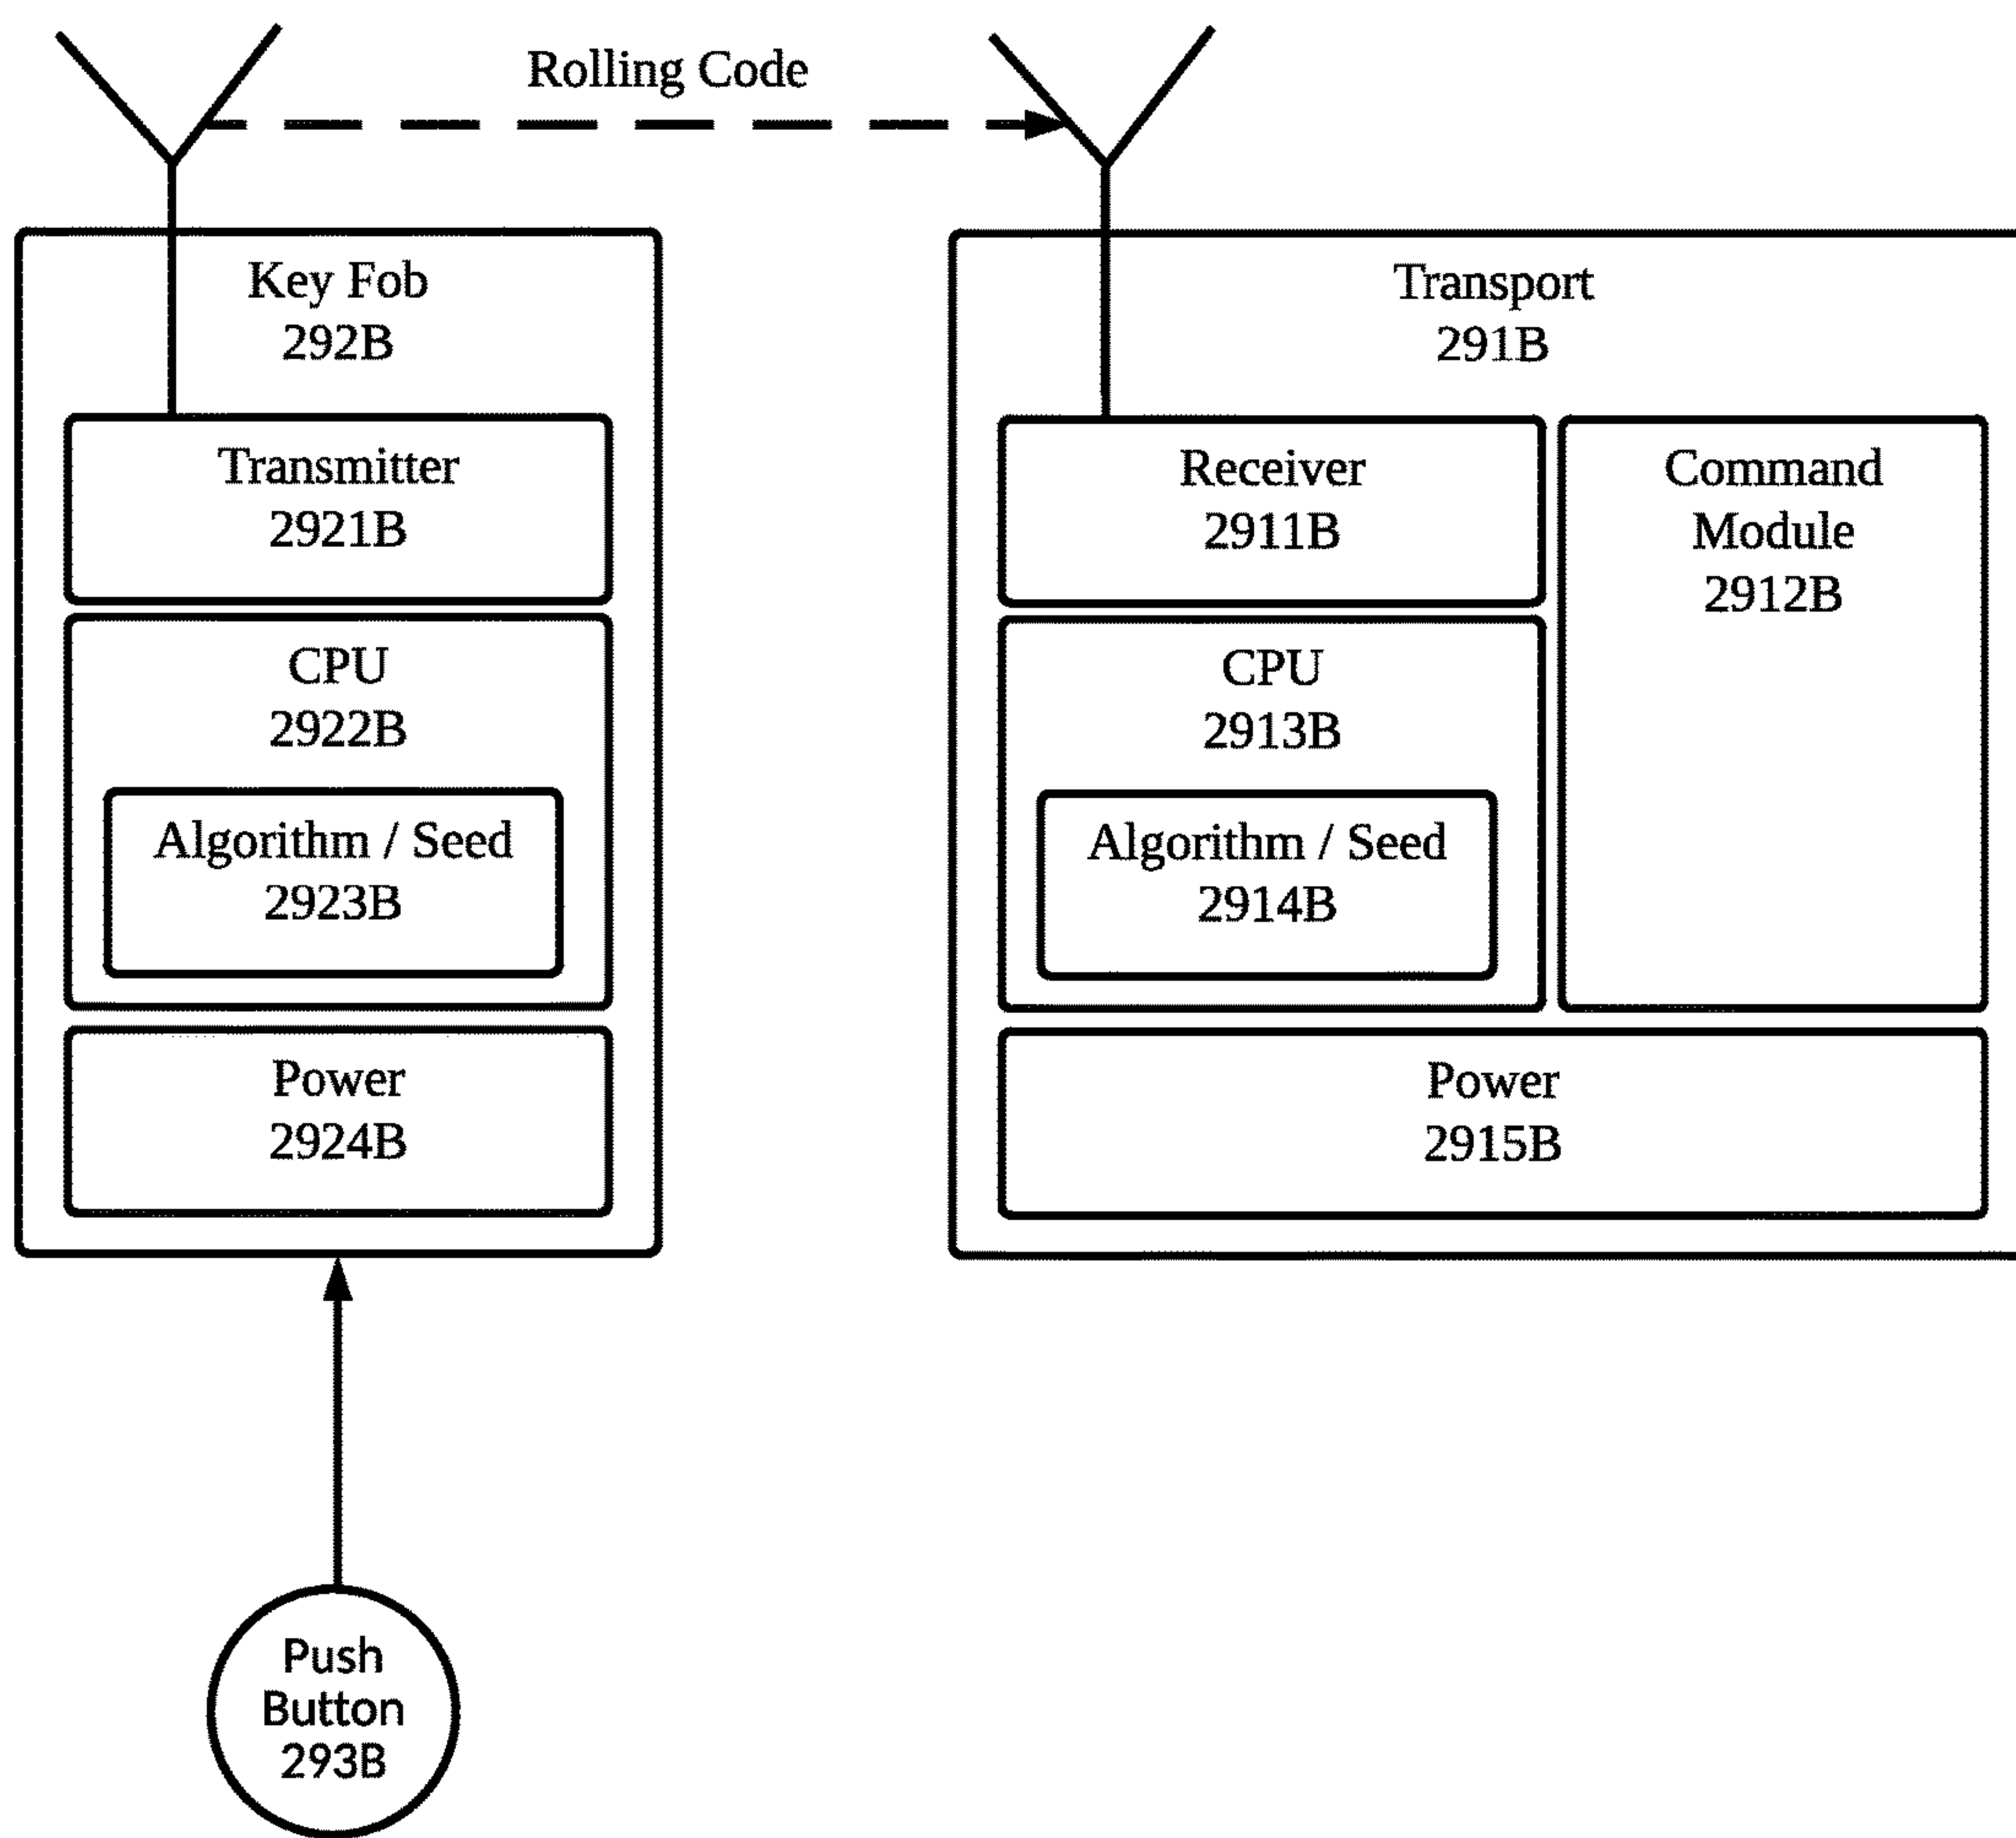 Rolling Code
Key Fob
292B
Transmitter
2921B
CPU
2922B
Algorithm / Seed
2923B
Power
2924B
Push
Button
293B
Transport
291B
Receiver
2911B
Command
Module
2912B
CPU
2913B
Algorithm / Seed
2914B
Power
2915B